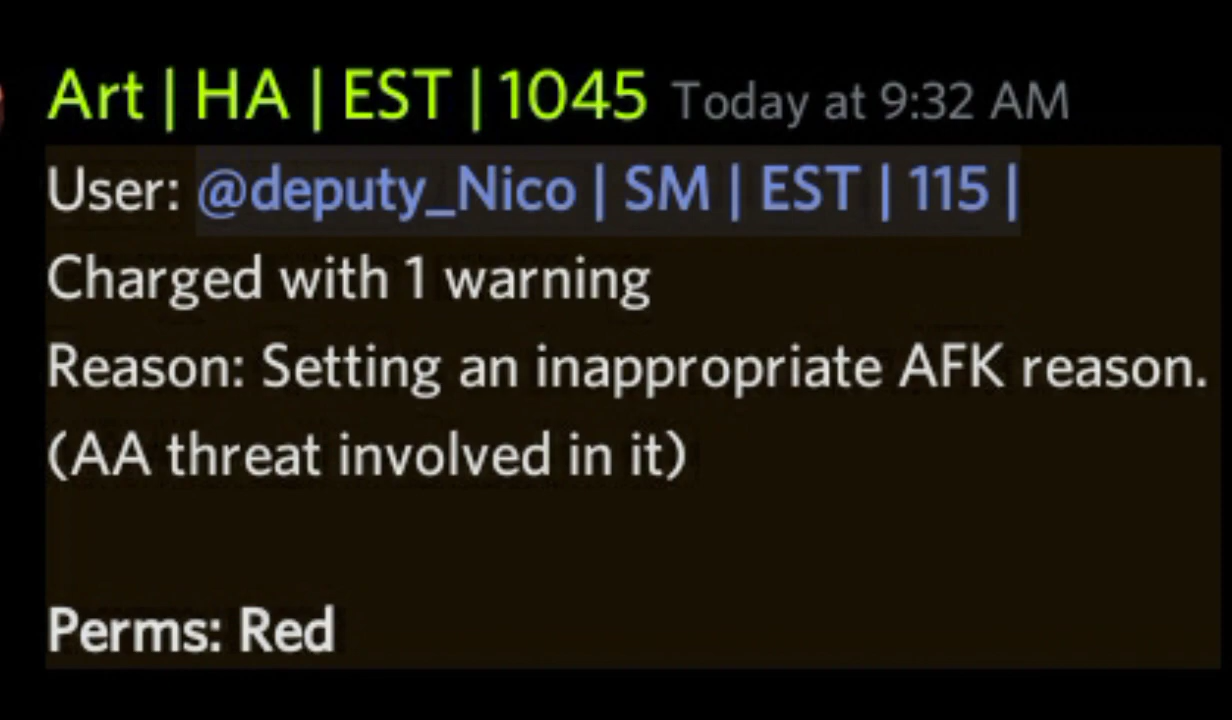 Art | HA | EST | 1045 Today at 9:32 AM
User: @deputy_Nico | SM | EST | 115 |
Charged with 1 warning
Reason: Setting an inappropriate AFK reason.
(AA threat involved in it)
Perms: Red